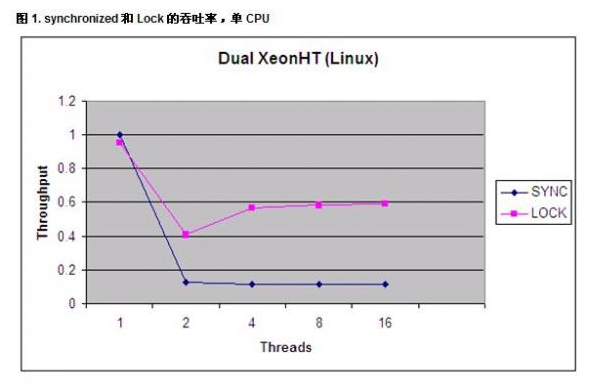 图 1. synchronized 和 Lock 的吞吐率，单 CPU
Dual XeonHT (Linux)
1.2
1
0.8
0.6
0.4
0.2
0
Throughput
1 2 4 8 16
Threads
SYNC
LOCK